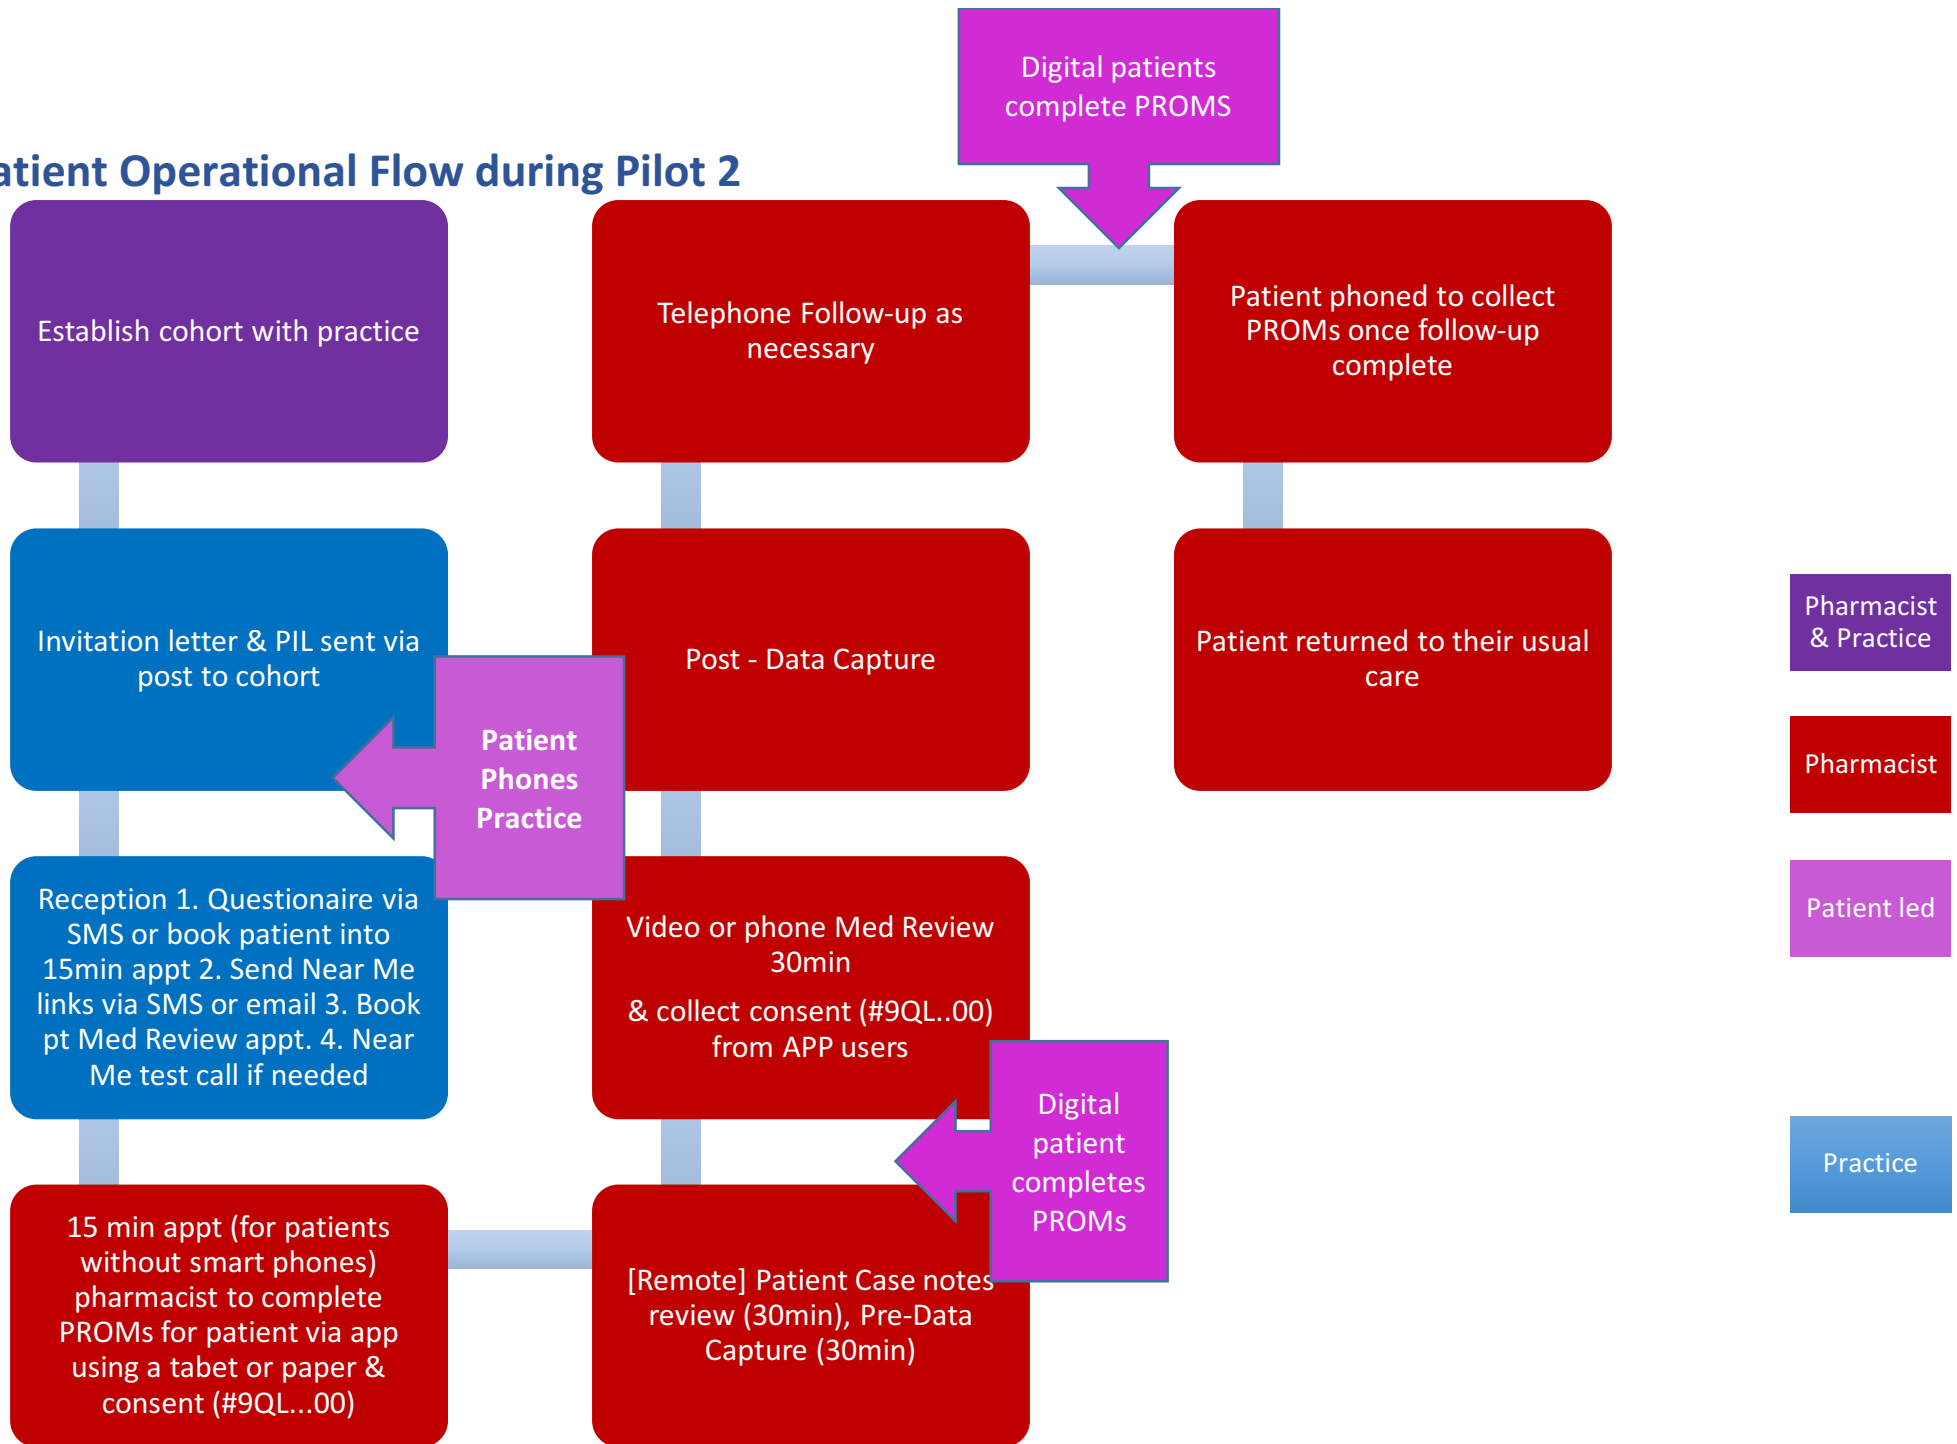 Digital patients
complete PROMS
atient Operational Flow during Pilot 2
Establish cohort with practice
Invitation letter & PIL sent via
post to cohort
Patient
Phones
Practice
Reception 1. Questionaire via
SMS or book patient into
15min appt 2. Send Near Me
links via SMS or email 3. Book
pt Med Review appt. 4. Near
Me test call if needed
15 min appt (for patients
without smart phones)
pharmacist to complete
PROMs for patient via app
using a tabet or paper &
consent (#9QL...00)
[Remote] Patient Case notes
review (30min), Pre-Data
Capture (30min)
Digital
patient
completes
PROMs
Video or phone Med Review
30min
& collect consent (#9QL..00)
from APP users
Post - Data Capture
Telephone Follow-up as
necessary
Patient phoned to collect
PROMs once follow-up
complete
Patient returned to their usual
care
Pharmacist
& Practice
Pharmacist
Patient led
Practice